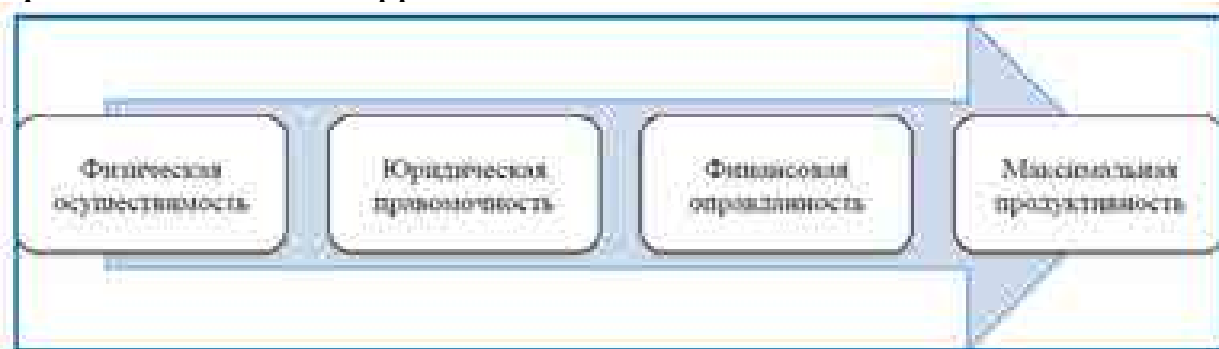 Физическая
осуществимость
Юридическая
правомочность
Финансовая
оправданность
Максимальная
продуктивность